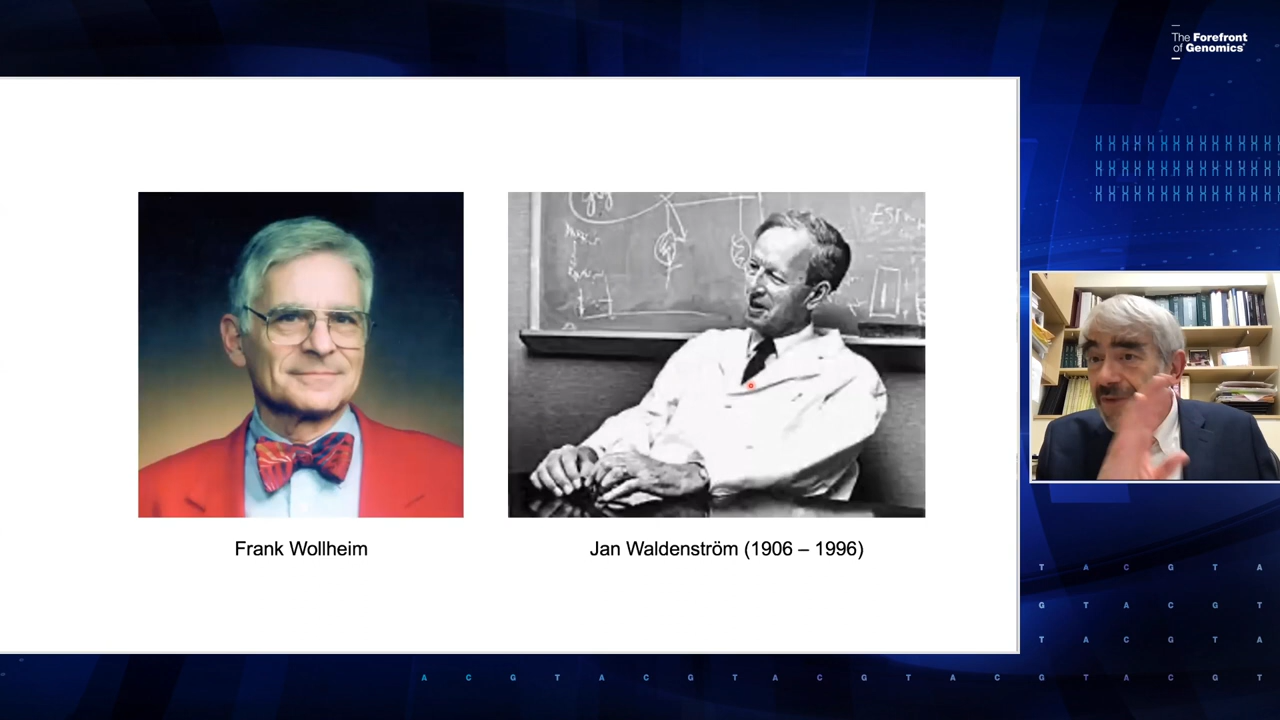 The Forefront
of Genomics®
Frank Wollheim
Jan Waldenström (1906 – 1996)
T A C G T A
G T A C G T
T A C G T A
A C G T A C G T A C G T A C G T A C G T